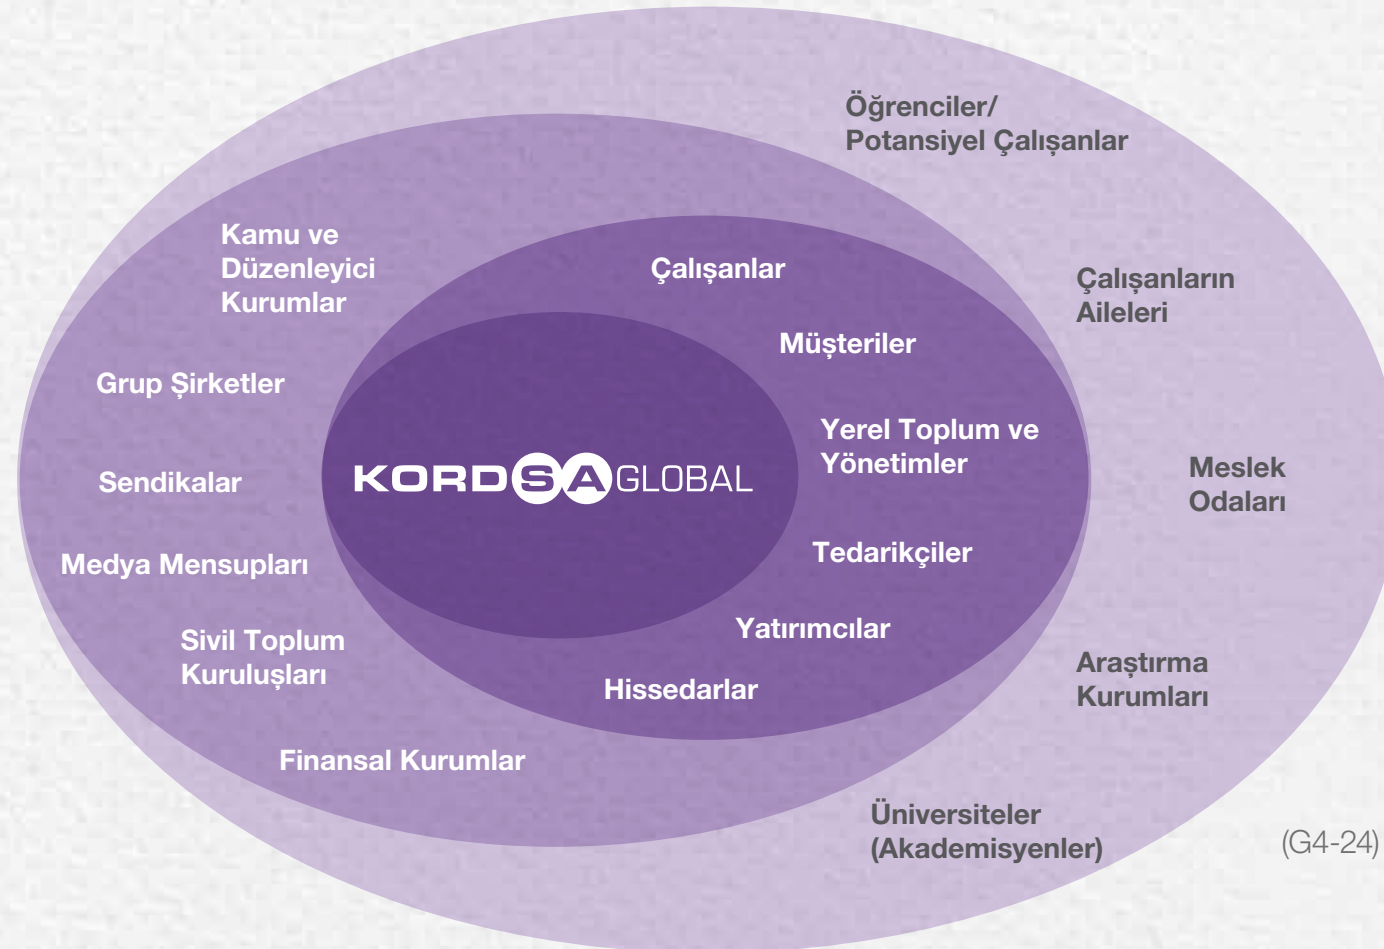 Öğrenciler/
Potansiyel Çalışanlar
Kamu ve
Düzenleyici
Kurumlar
Çalışanlar
Çalışanların
Aileleri
Müşteriler
Grup Şirketler
Yerel Toplum ve
Yönetimler
Meslek
Odaları
Sendikalar
KORDSA GLOBAL
Tedarikçiler
Medya Mensupları
Yatırımcılar
Sivil Toplum
Kuruluşları
Araştırma
Kurumları
Hissedarlar
Finansal Kurumlar
Üniversiteler
(Akademisyenler)
(G4-24)